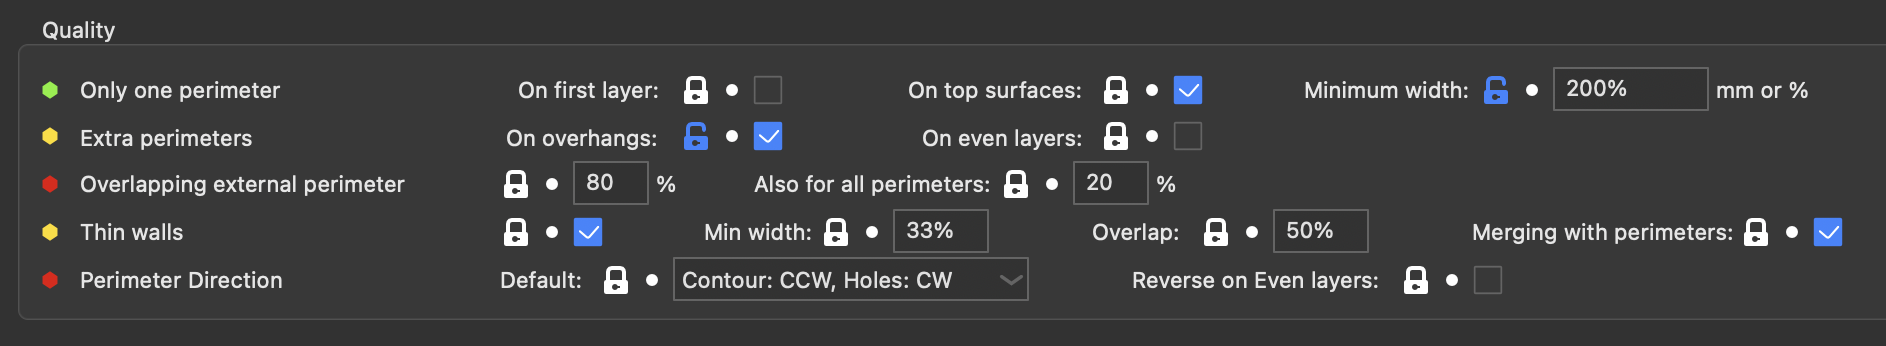 Quality
Only one perimeter On first layer: On top surfaces: Minimum width: 200% mm or %
Extra perimeters On overhangs: On even layers:
Overlapping external perimeter 80 % Also for all perimeters: 20 %
Thin walls Min width: 33% Overlap: 50% Merging with perimeters:
Perimeter Direction Default: Contour: CCW, Holes: CW Reverse on Even layers: